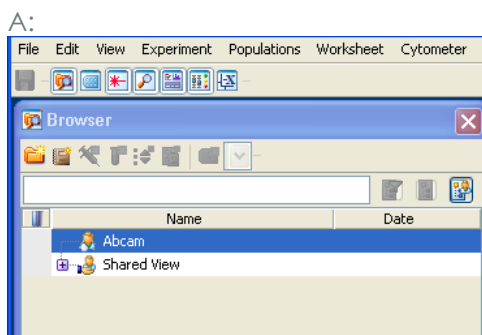 A:
File Edit View Experiment Populations Worksheet Cytometer
Browser
Name Date
Abcam
Shared View